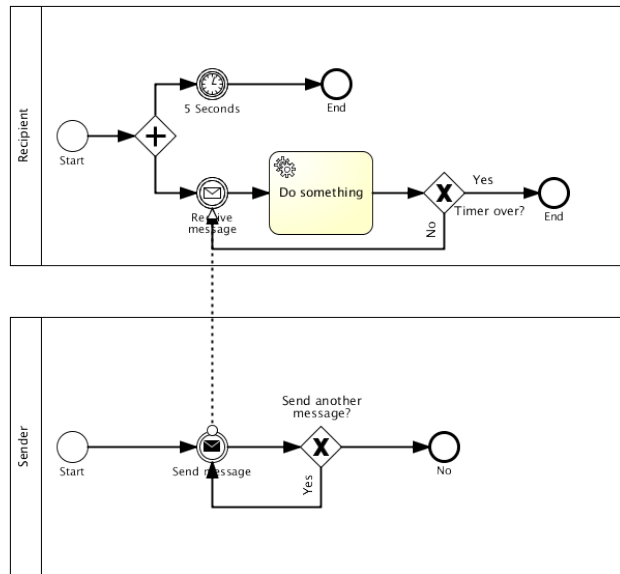 Recipient
Start
5 Seconds
End
Receive
message
Do something
Yes
Timer over?
No
End
Sender
Start
Send message
Send another
message?
Yes
No